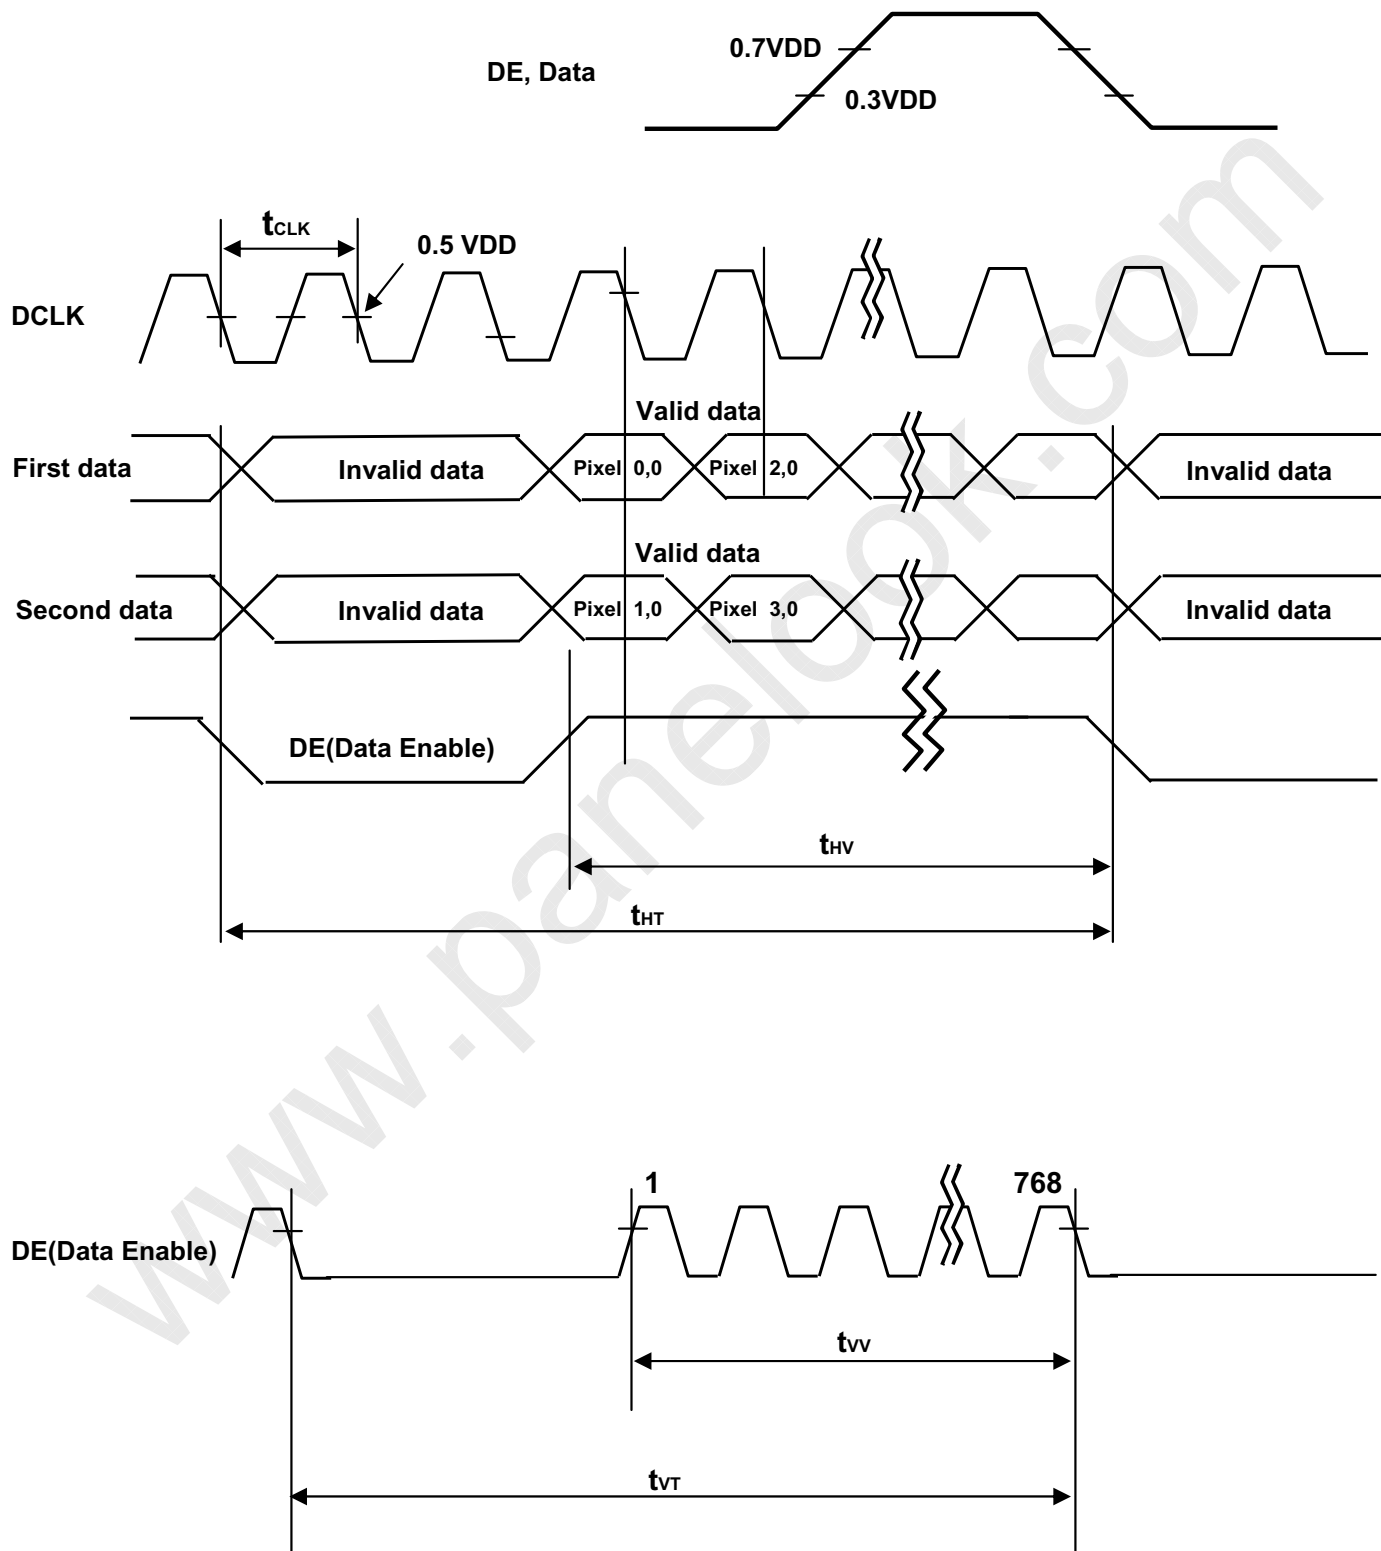 0.7VDD
DE, Data
0.3VDD
tCLK
0.5 VDD
DCLK
Valid data
First data
Invalid data
Pixel 0,0
Pixel 2,0
Invalid data
Valid data
Second data
Invalid data
Pixel 1,0
Pixel 3,0
Invalid data
DE(Data Enable)
tHV
tHT
1
768
DE(Data Enable)
tVV
tVT
www.panelook.com